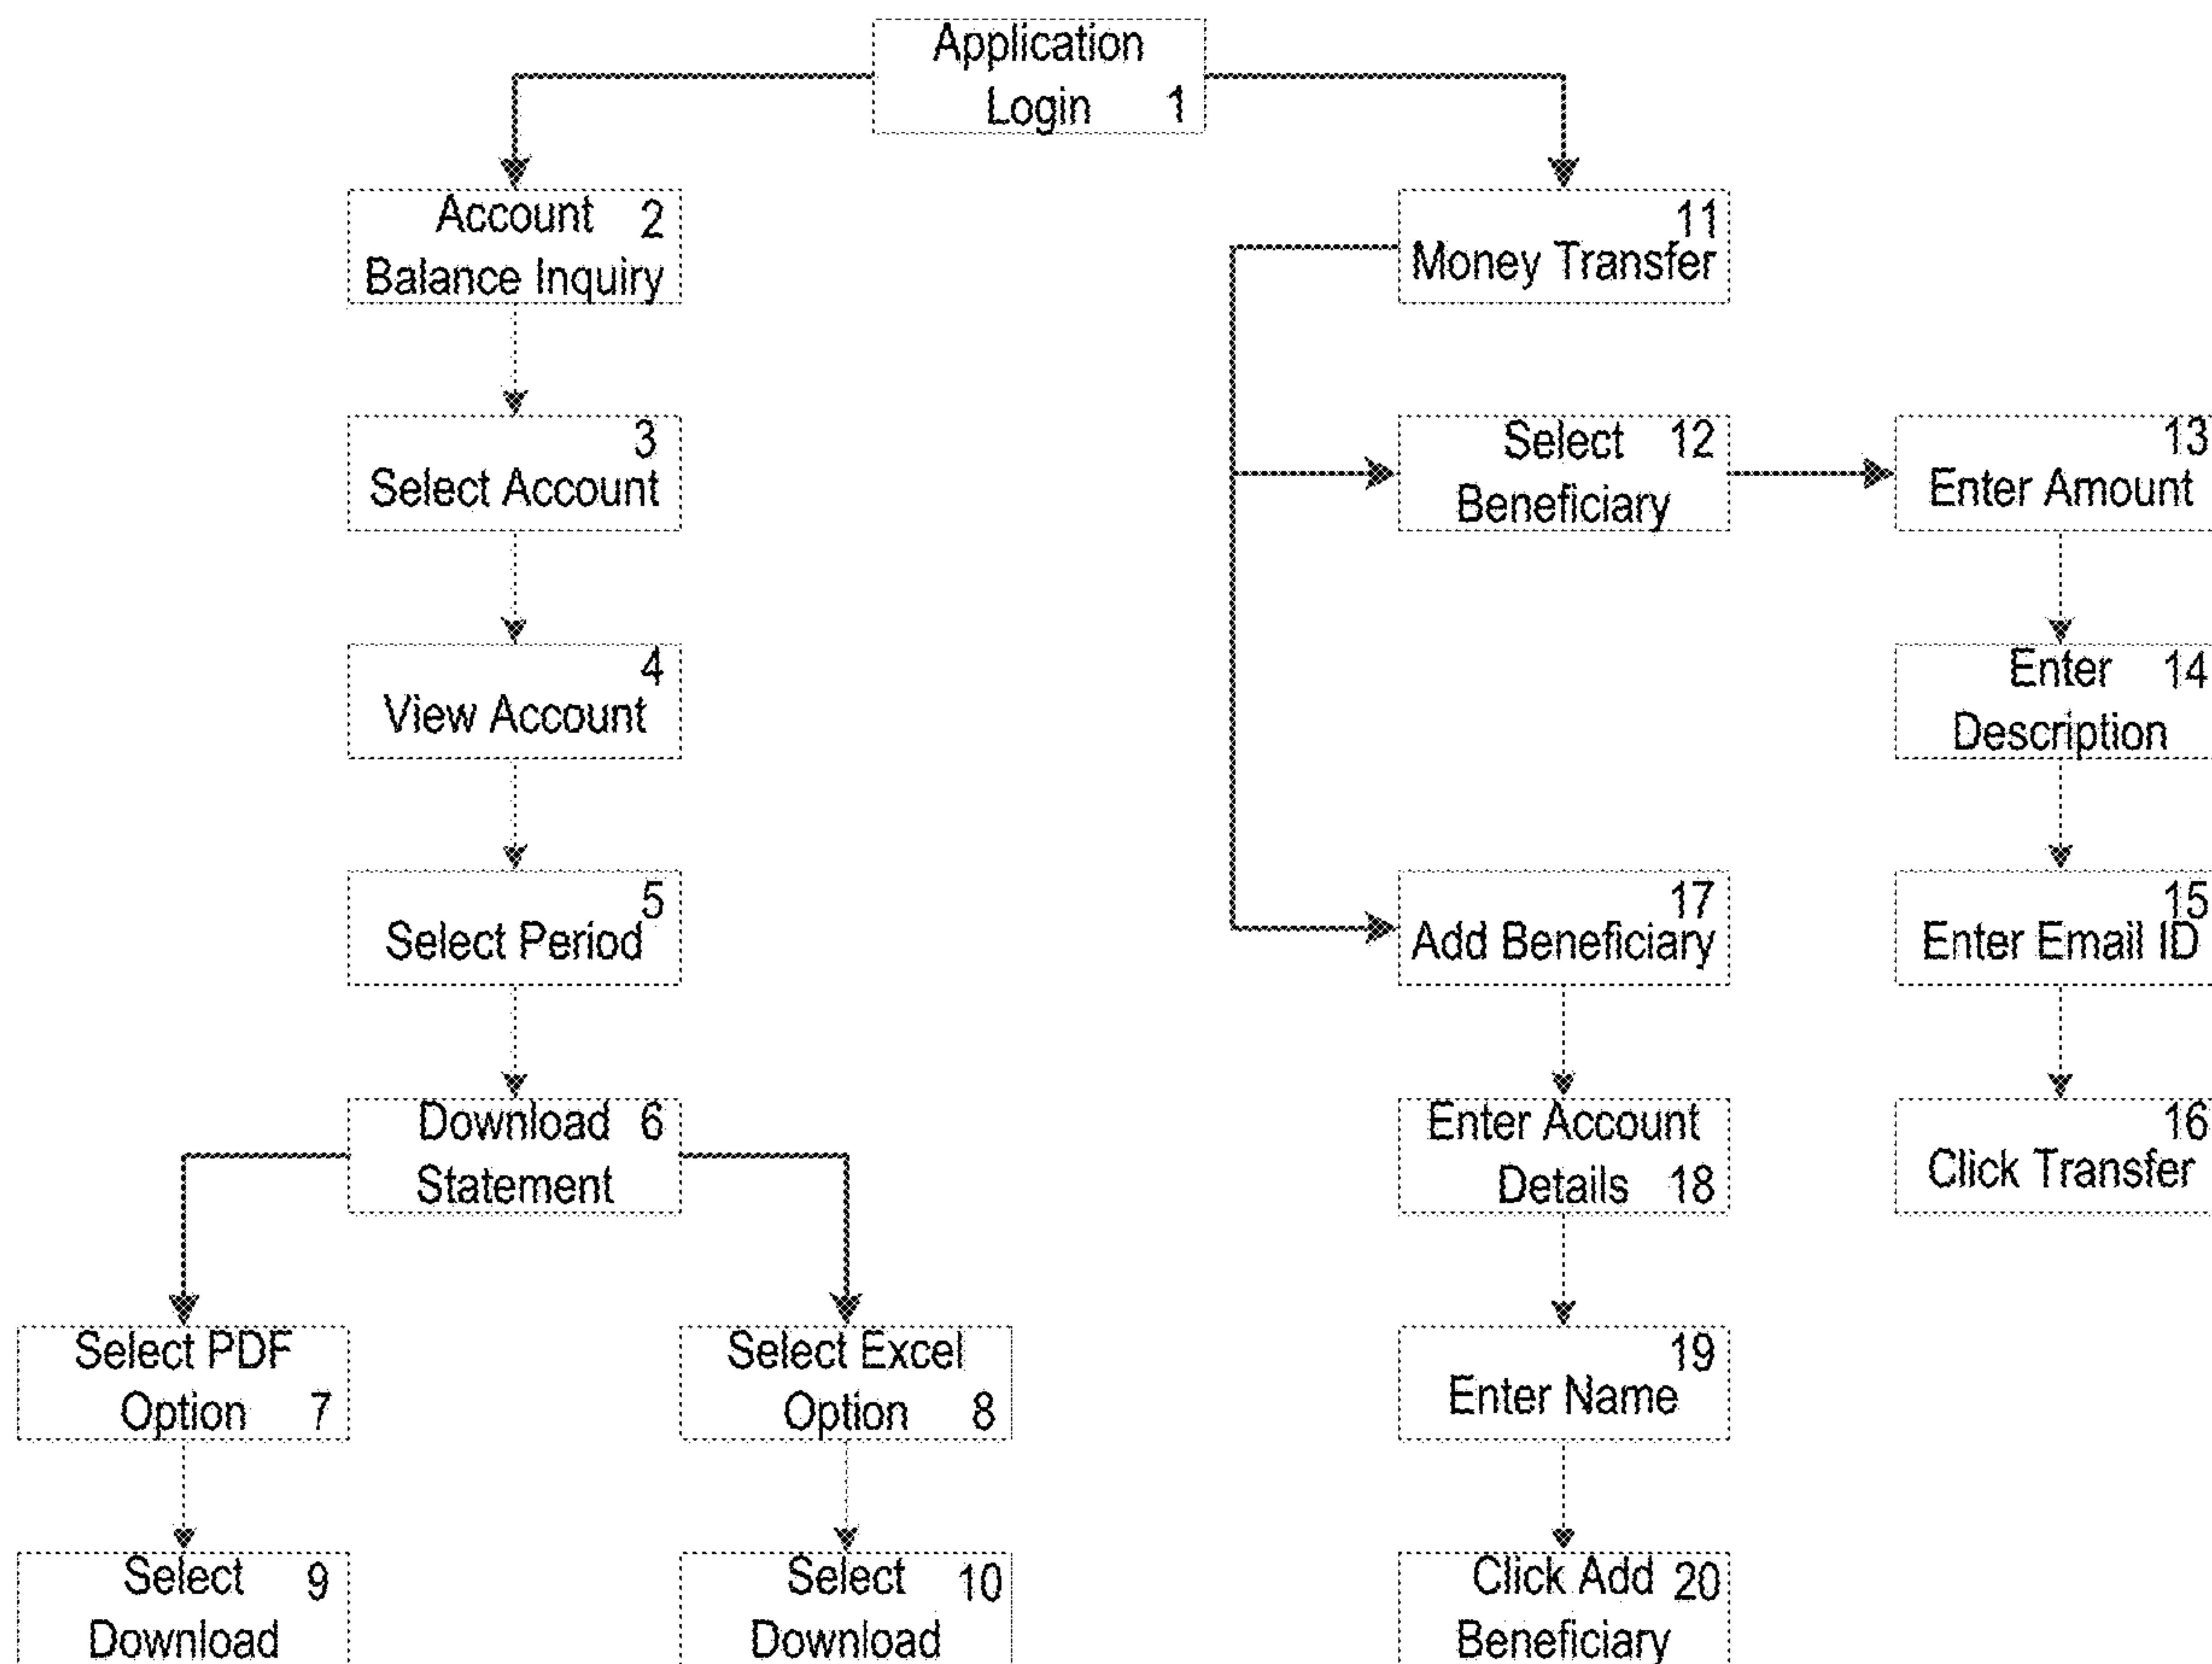 Application
Login 1
Account 2
Balance Inquiry
3
Select Account
4
View Account
5
Select Period
Download 6
Statement
Select PDF
Option 7
Select Excel
Option 8
Select 9
Download
Select 10
Download
11
Money Transfer
Select 12
Beneficiary
13
Enter Amount
Enter 14
Description
15
Enter Email ID
16
Click Transfer
17
Add Beneficiary
Enter Account
Details 18
19
Enter Name
Click Add 20
Beneficiary